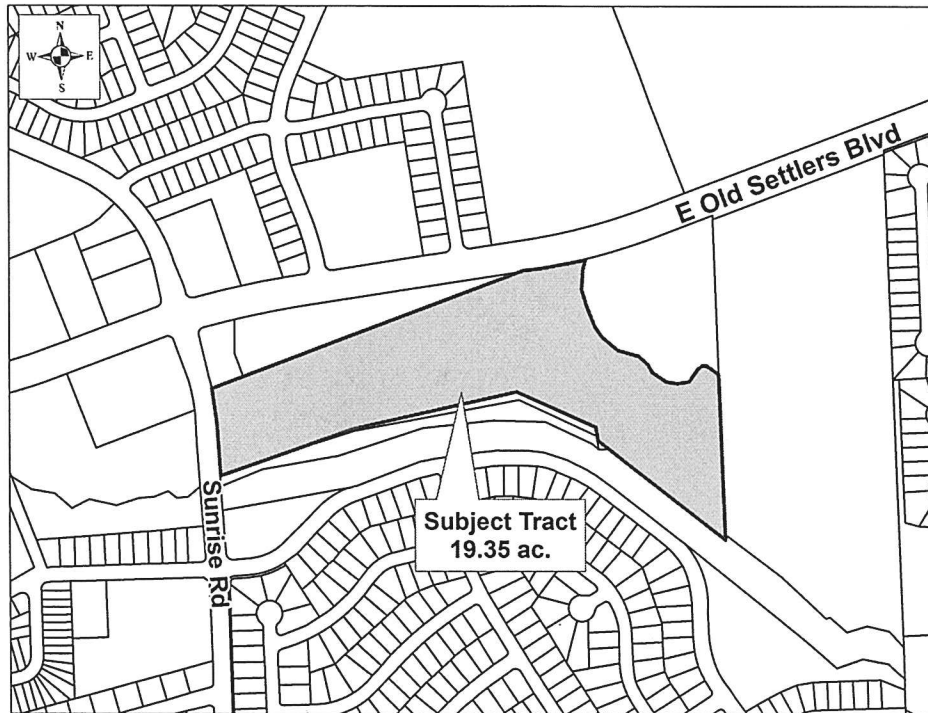 N
W E
S
E Old Settlers Blvd
Sunrise Rd
Subject Tract
19.35 ac.